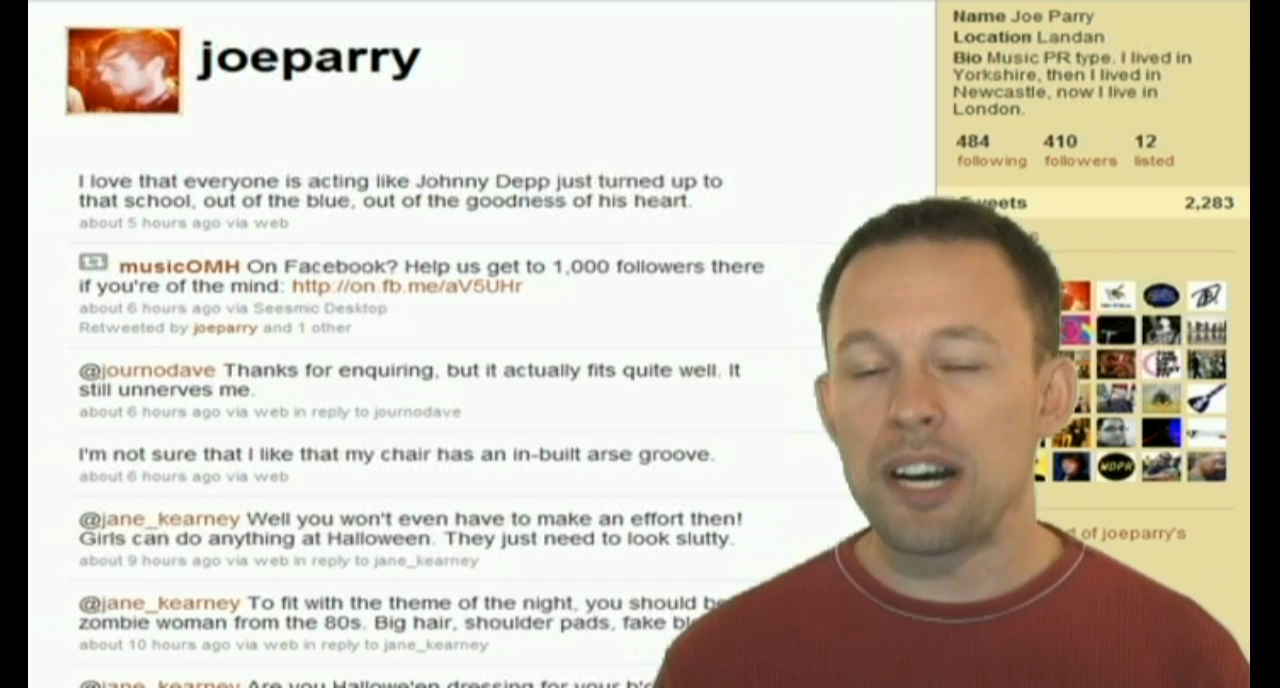 joeparry
I love that everyone is acting like Johnny Depp just turned up to
that school, out of the blue, out of the goodness of his heart.
about 5 hours ago via web
musicOMH On Facebook? Help us get to 1,000 followers there
if you're of the mind: http://on.fb.me/aV5UHr
about 6 hours ago via Seesmic Desktop
Retweeted by joeparry and 1 other
@journodave Thanks for enquiring, but it actually fits quite well. It
still unnerves me.
about 6 hours ago via web in reply to journodave
I'm not sure that I like that my chair has an in-built arse groove.
about 6 hours ago via web
@jane_kearney Well you won't even have to make an effort then!
Girls can do anything at Halloween. They just need to look slutty.
about 9 hours ago via web in reply to jane_kearney
@jane_kearney To fit with the theme of the night, you should
zombie woman from the 80s. Big hair, shoulder pads, fake
about 10 hours ago via web in reply to jane_kearney
@jane_kearney Are you Hallowe'en dressing for your
Name Joe Parry
Location Landan
Bio Music PR type. I lived in
Yorkshire, then I lived in
Newcastle, now I live in
London.
484 410 12
following followers listed
Tweets 2,283
WDPR
of joeparry's